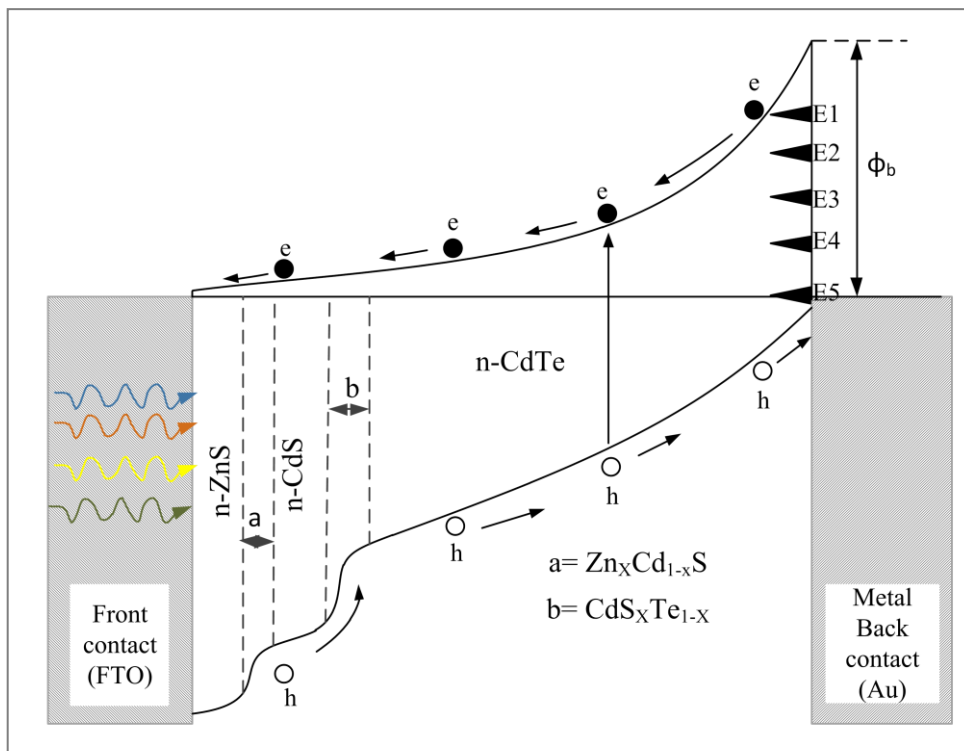 e
E1
E2
ϕb
e
E3
e
E4
e
E5
n-CdTe
b
h
n-ZnS
n-CdS
h
a
h
a= ZnXCd1-xS
b= CdSXTe1-X
h
Front
contact
(FTO)
Metal
Back
contact
(Au)